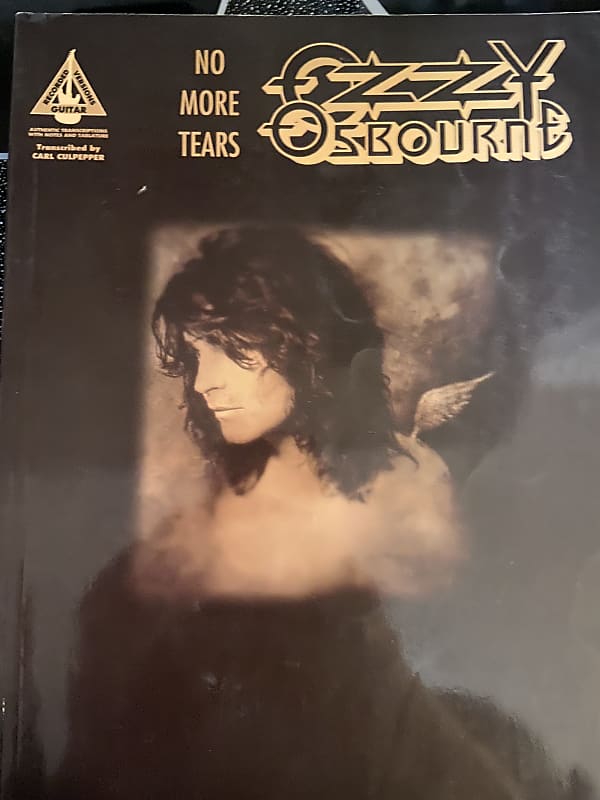 RECORDED VERSIONS
GUITAR
AUTHENTIC TRANSCRIPTIONS
WITH NOTES AND TABLATURE
Transcribed by
CARL CULPEPPER
NO
MORE
TEARS
OZZY
OSBOURNE